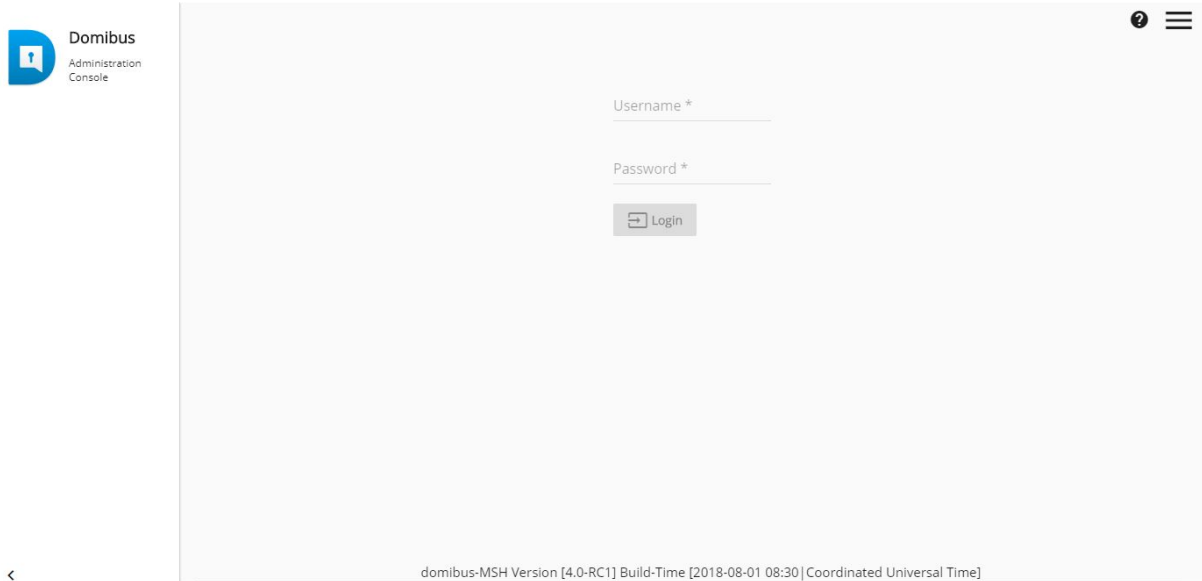 Domibus
Administration
Console
Username *
Password *
Login
domibus-MSH Version [4.0-RC1] Build-Time [2018-08-01 08:30|Coordinated Universal Time]